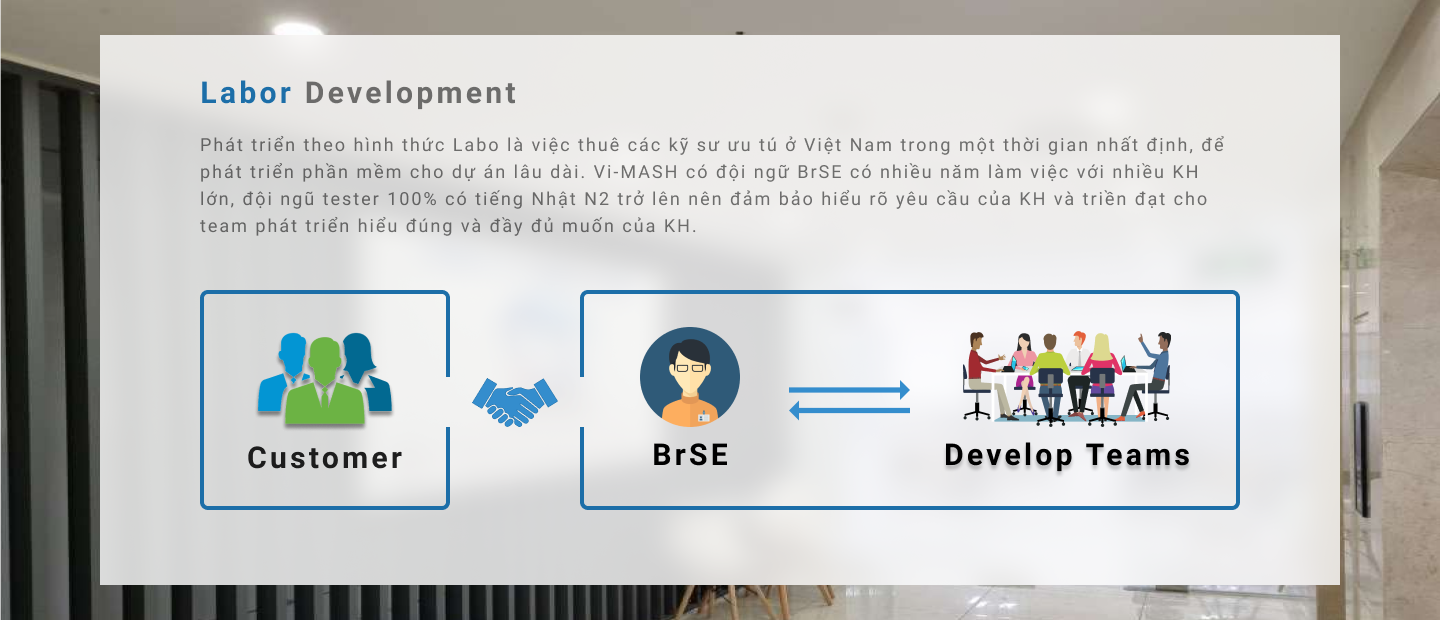 Labor Development
Phát triển theo hình thức Labo là việc thuê các kỹ sư ưu tú ở Việt Nam trong một thời gian nhất định, để
phát triển phần mềm cho dự án lâu dài. Vi-MASH có đội ngữ BrSE có nhiều năm làm việc với nhiều KH
lớn, đội ngũ tester 100% có tiếng Nhật N2 trở lên nên đảm bảo hiểu rõ yêu cầu của KH và triền đạt cho
team phát triển hiểu đúng và đầy đủ muốn của KH.
Customer
BrSE
Develop Teams